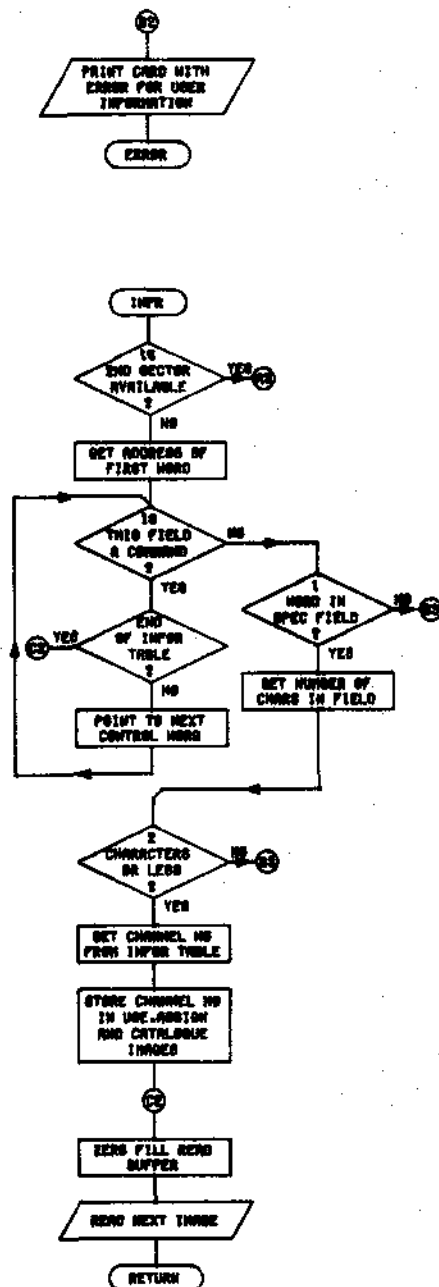 PRINT CARD WITH
ERROR FOR USER
INFORMATION
ERROR
INFR
IS
2ND SECTOR
AVAILABLE
?
YES
NO
GET ADDRESS OF
FIRST WORD
IS
THIS FIELD
A COMMAND
?
NO
YES
1
WORD IN
SPEC FIELD
?
NO
YES
END
OF INFOR
TABLE
?
YES
NO
GET NUMBER OF
CHARS IN FIELD
POINT TO NEXT
CONTROL WORD
2
CHARACTERS
OR LESS
?
NO
YES
GET CHANNEL NO
FROM INFOR TABLE
STORE CHANNEL NO
IN USE.ASSIGN
AND CATALOGUE
IMAGES
C2
ZERO FILL READ
BUFFER
READ NEXT IMAGE
RETURN